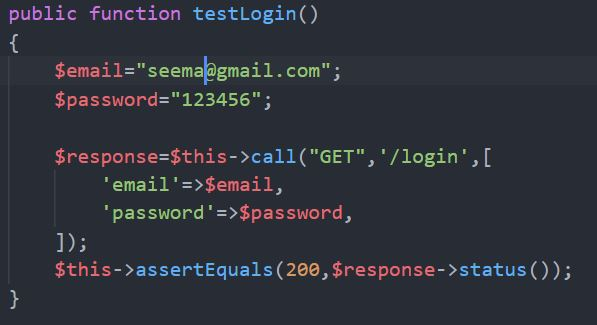 public function testLogin()
{
$email="seema@gmail.com";
$password="123456";
$response=$this->call("GET",'/login',[
'email'=>$email,
'password'=>$password,
]);
$this->assertEquals(200,$response->status());
}